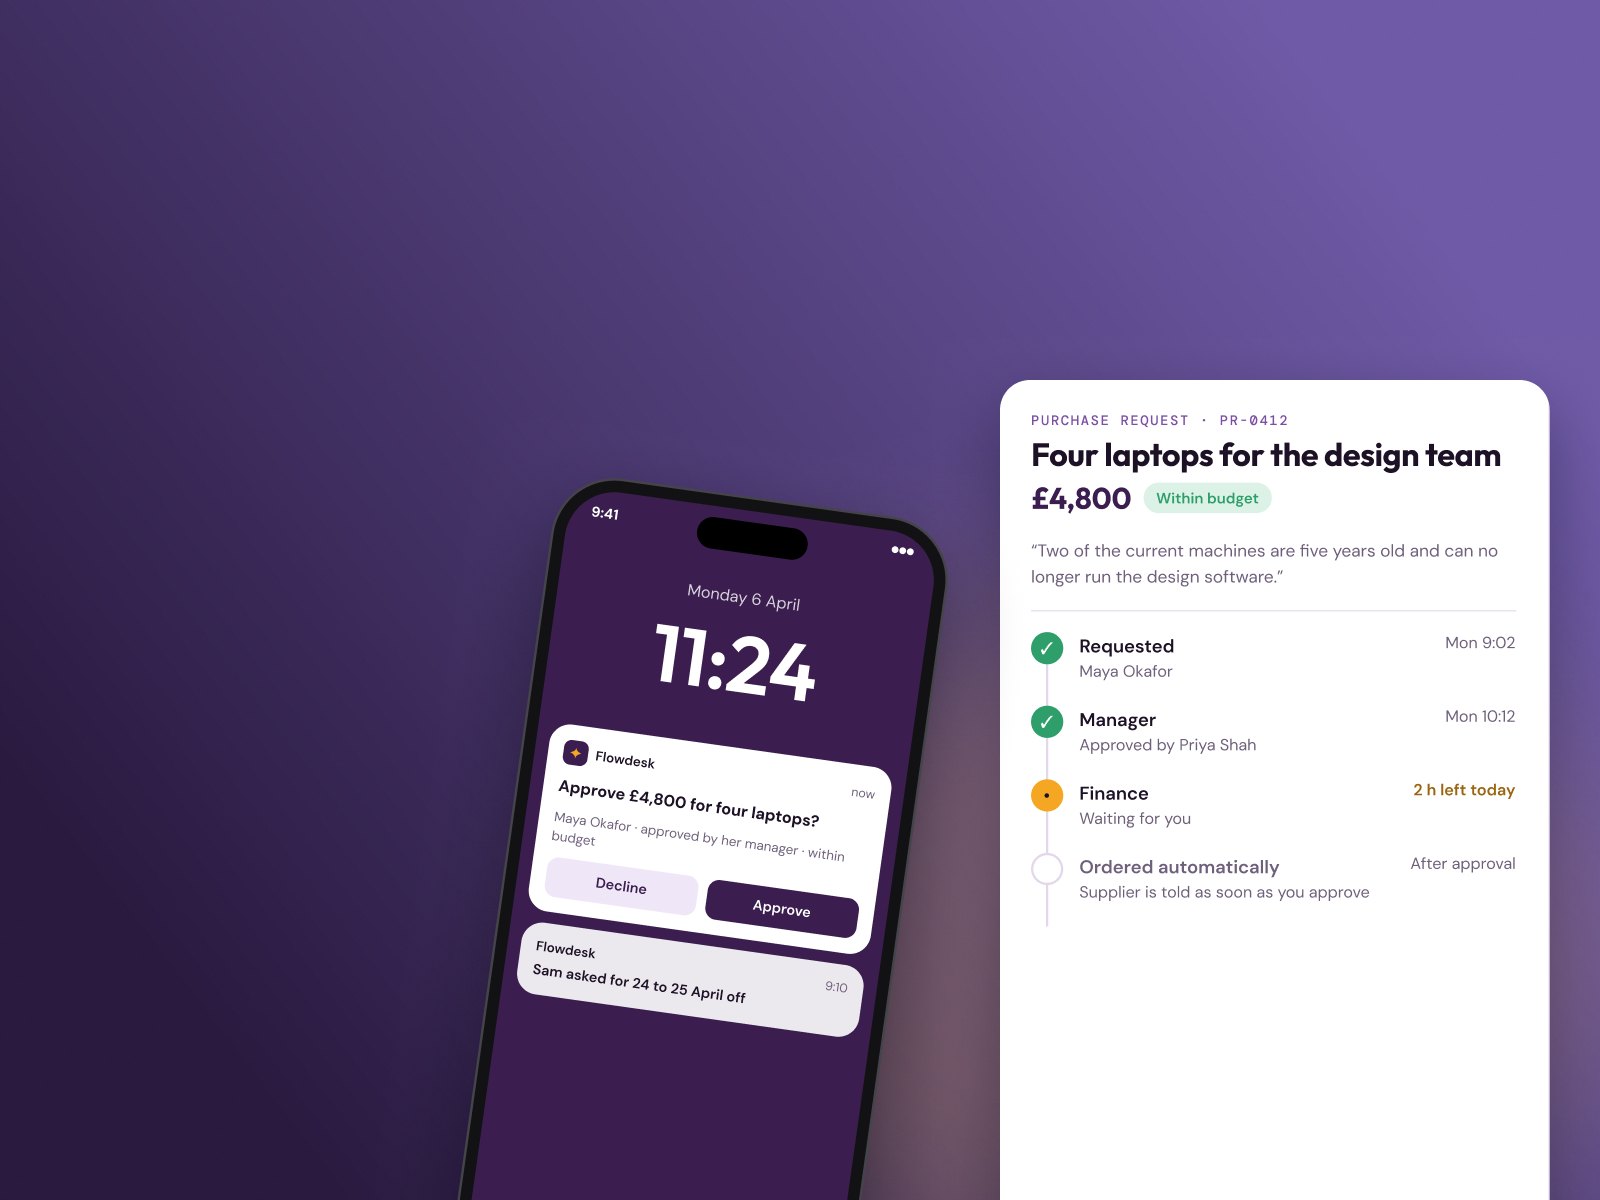 9:41
Monday 6 April
11:24
Flowdesk
now
Approve £4,800 for four laptops?
Maya Okafor · approved by her manager · within
budget
Decline
Approve
Flowdesk
9:10
Sam asked for 24 to 25 April off
PURCHASE REQUEST · PR-0412
Four laptops for the design team
£4,800 Within budget
“Two of the current machines are five years old and can no
longer run the design software.”
Requested Mon 9:02
Maya Okafor
Manager Mon 10:12
Approved by Priya Shah
Finance 2 h left today
Waiting for you
Ordered automatically After approval
Supplier is told as soon as you approve